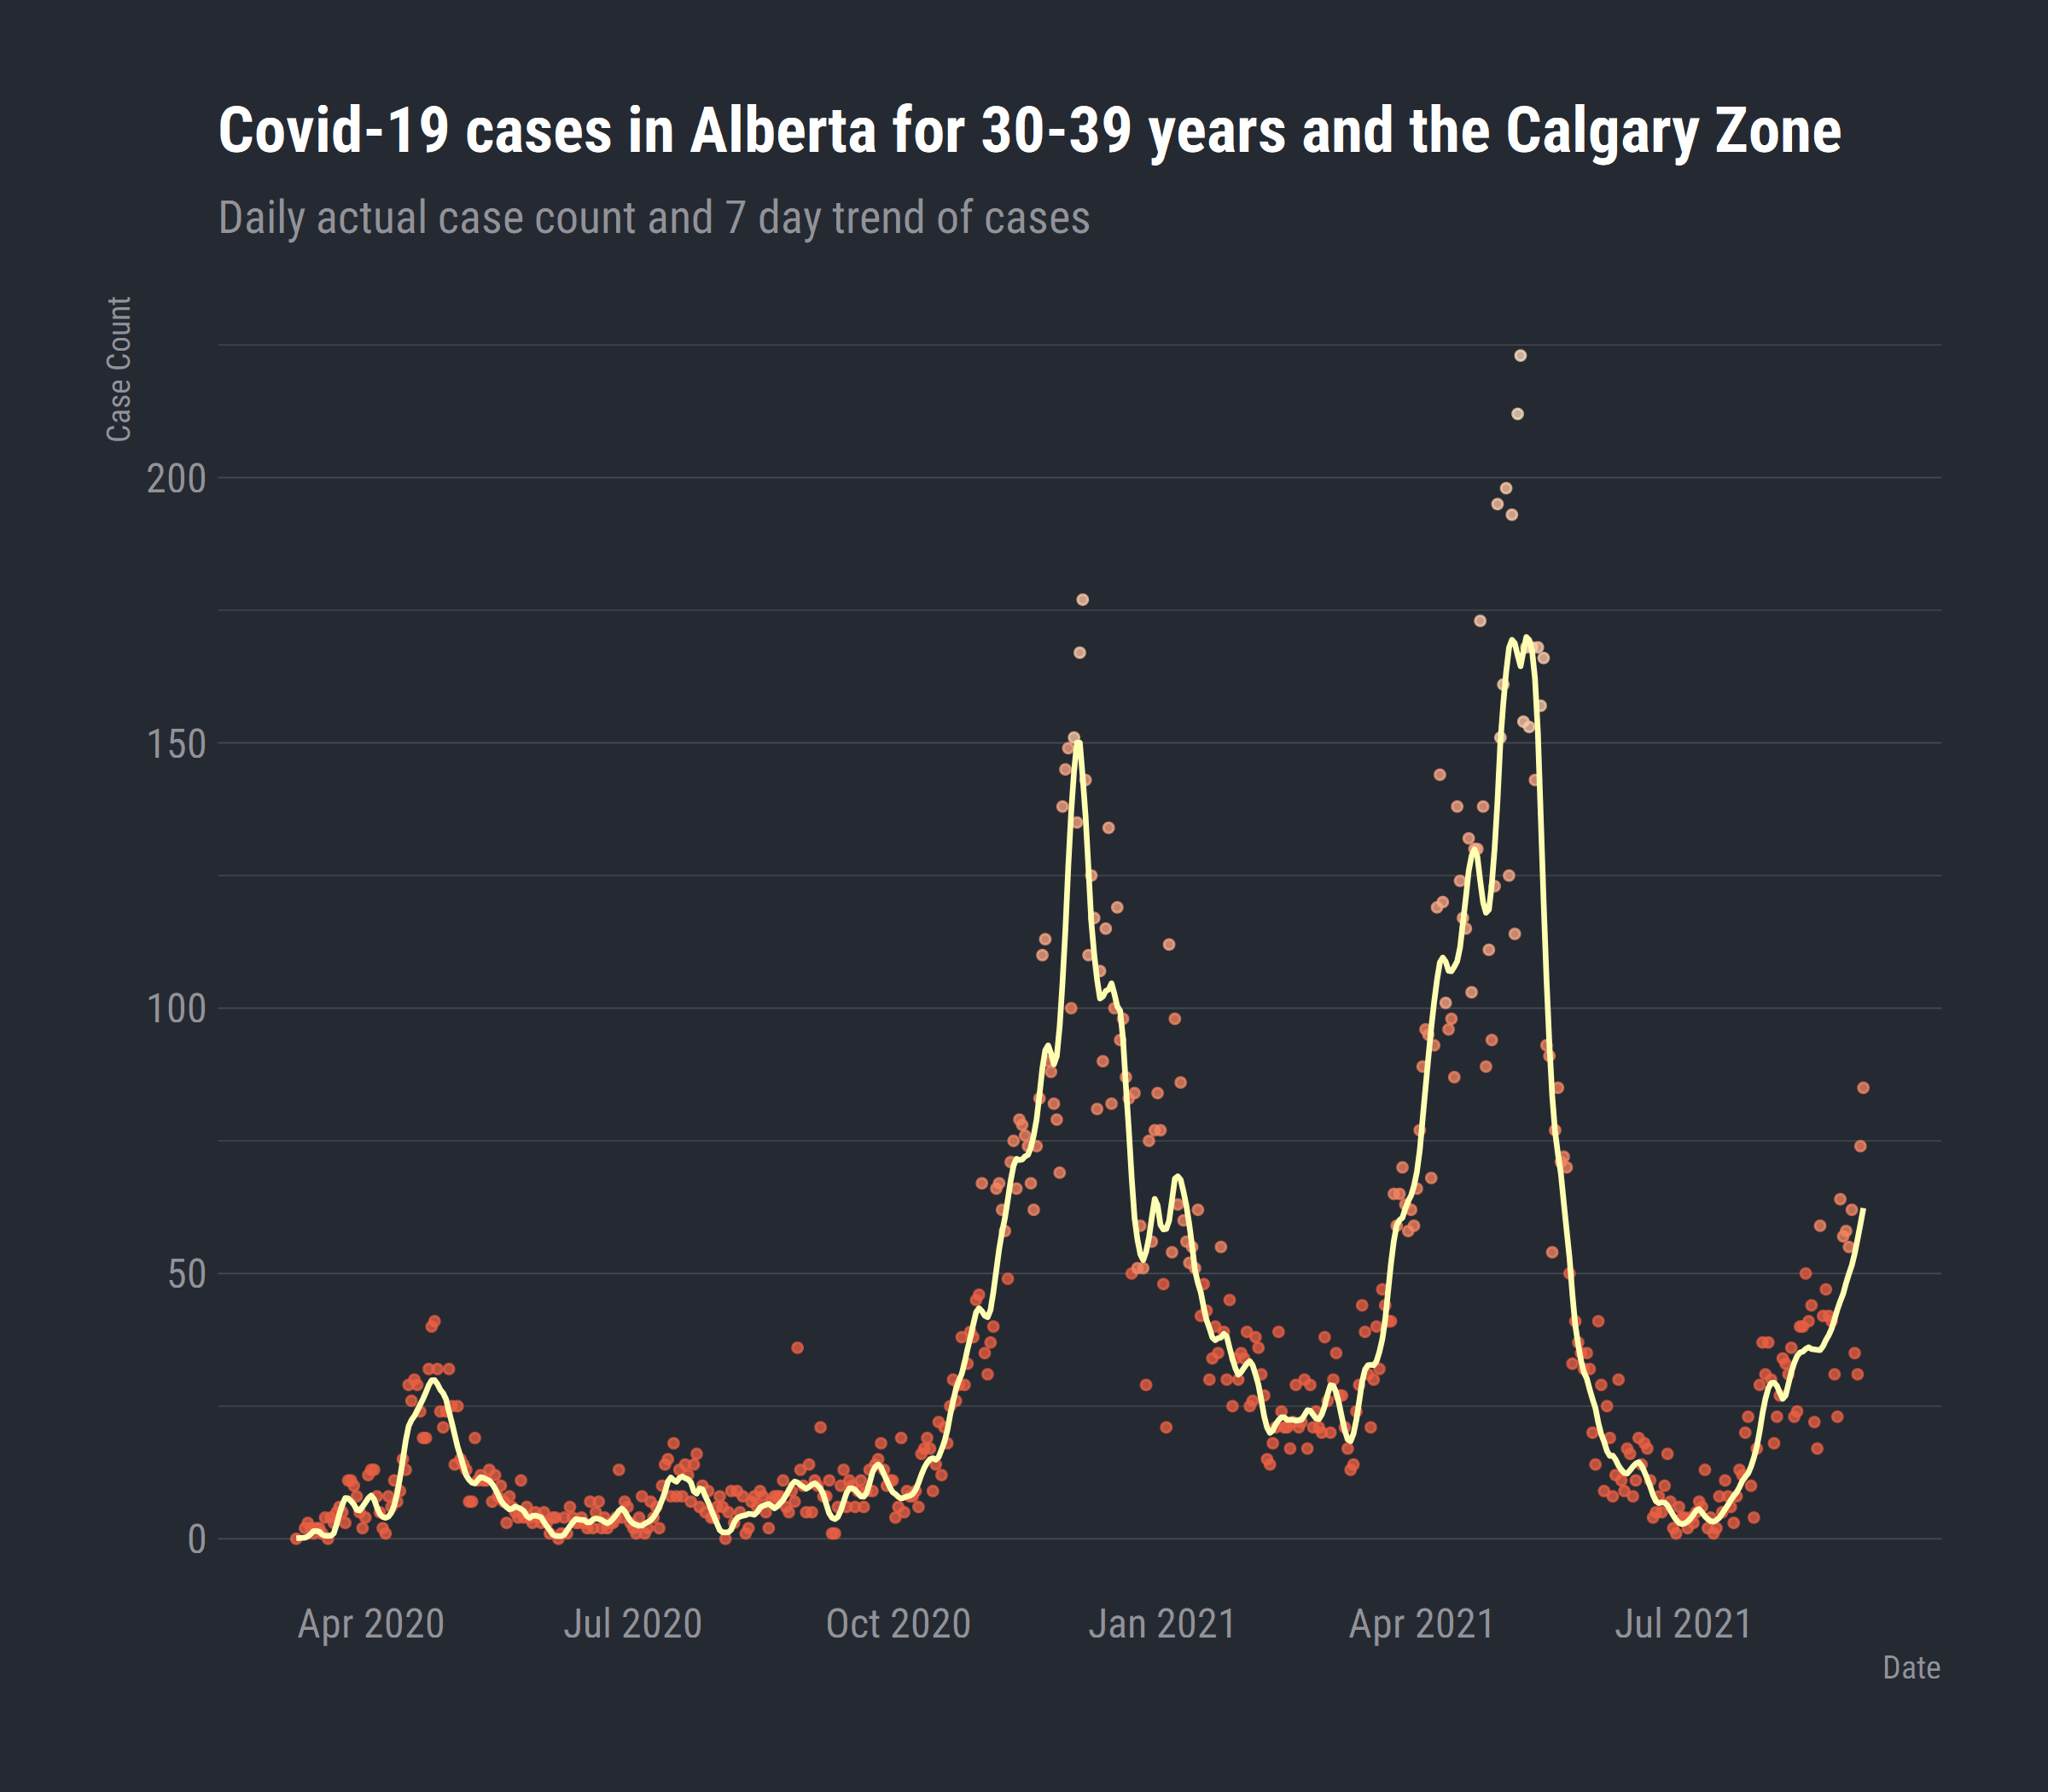 Covid-19 cases in Alberta for 30-39 years and the Calgary Zone
Daily actual case count and 7 day trend of cases
Case Count
200
150
100
50
0
Apr 2020
Jul 2020
Oct 2020
Jan 2021
Apr 2021
Jul 2021
Date